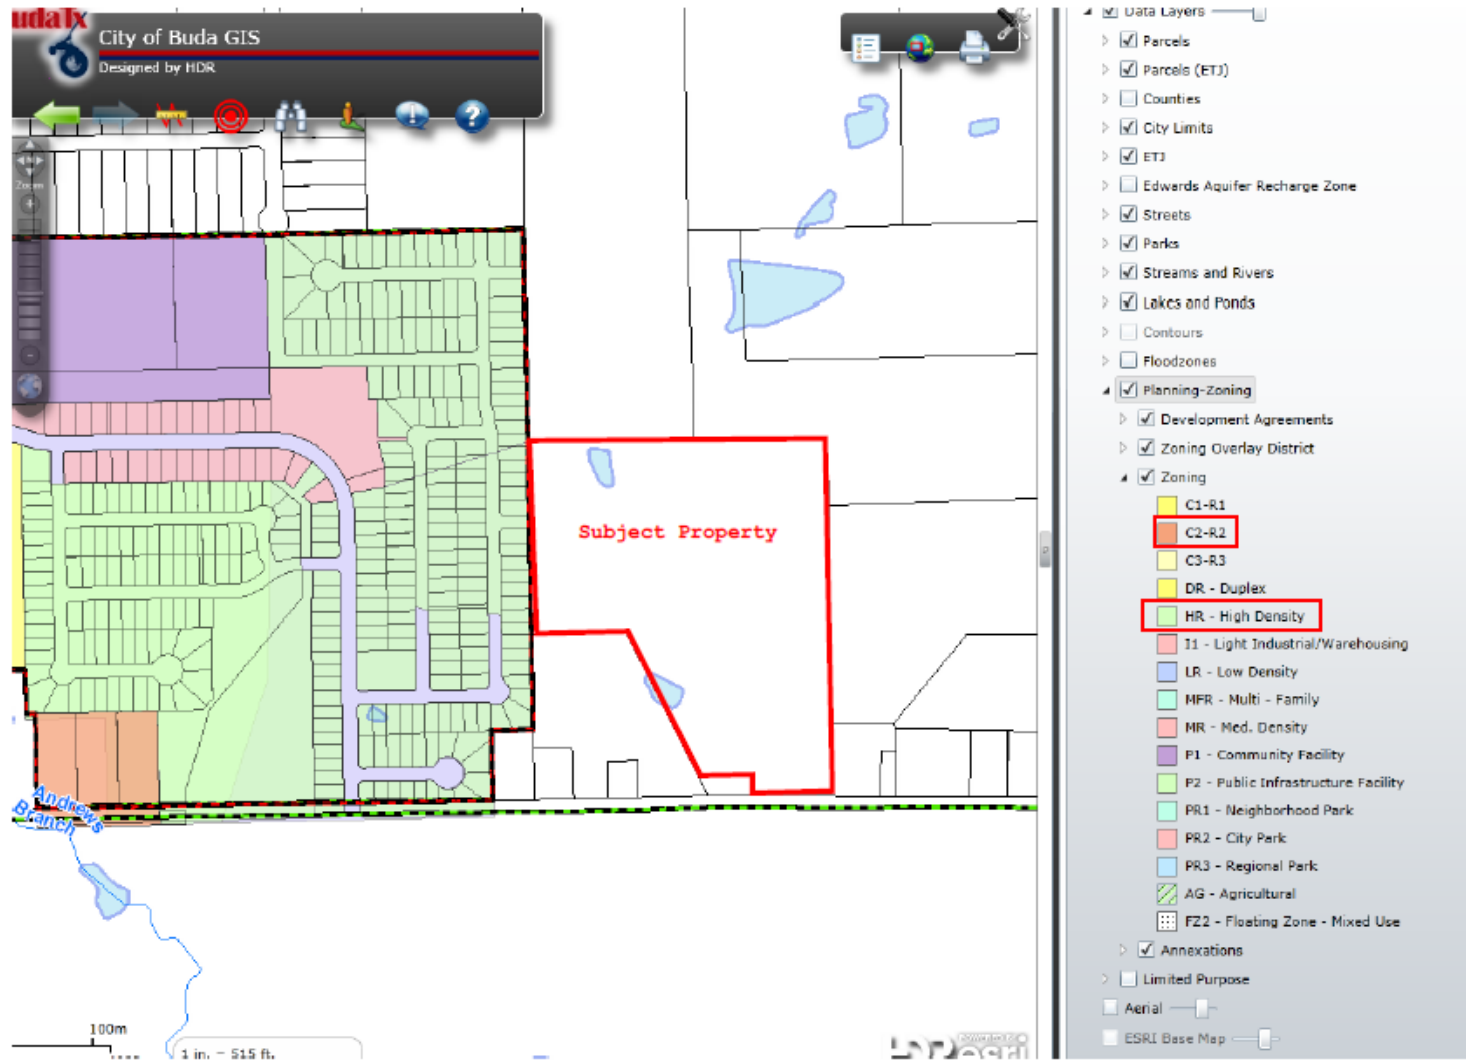 City of Buda GIS
Designed by HDR
Zoom
Subject Property
Andrews
Branch
100m
1 in. = 515 ft.
esri
Data Layers
Parcels
Parcels (ETJ)
Counties
City Limits
ETJ
Edwards Aquifer Recharge Zone
Streets
Parks
Streams and Rivers
Lakes and Ponds
Contours
Floodzones
Planning-Zoning
Development Agreements
Zoning Overlay District
Zoning
C1-R1
C2-R2
C3-R3
DR - Duplex
HR - High Density
I1 - Light Industrial/Warehousing
LR - Low Density
MFR - Multi - Family
MR - Med. Density
P1 - Community Facility
P2 - Public Infrastructure Facility
PR1 - Neighborhood Park
PR2 - City Park
PR3 - Regional Park
AG - Agricultural
FZ2 - Floating Zone - Mixed Use
Annexations
Limited Purpose
Aerial
ESRI Base Map